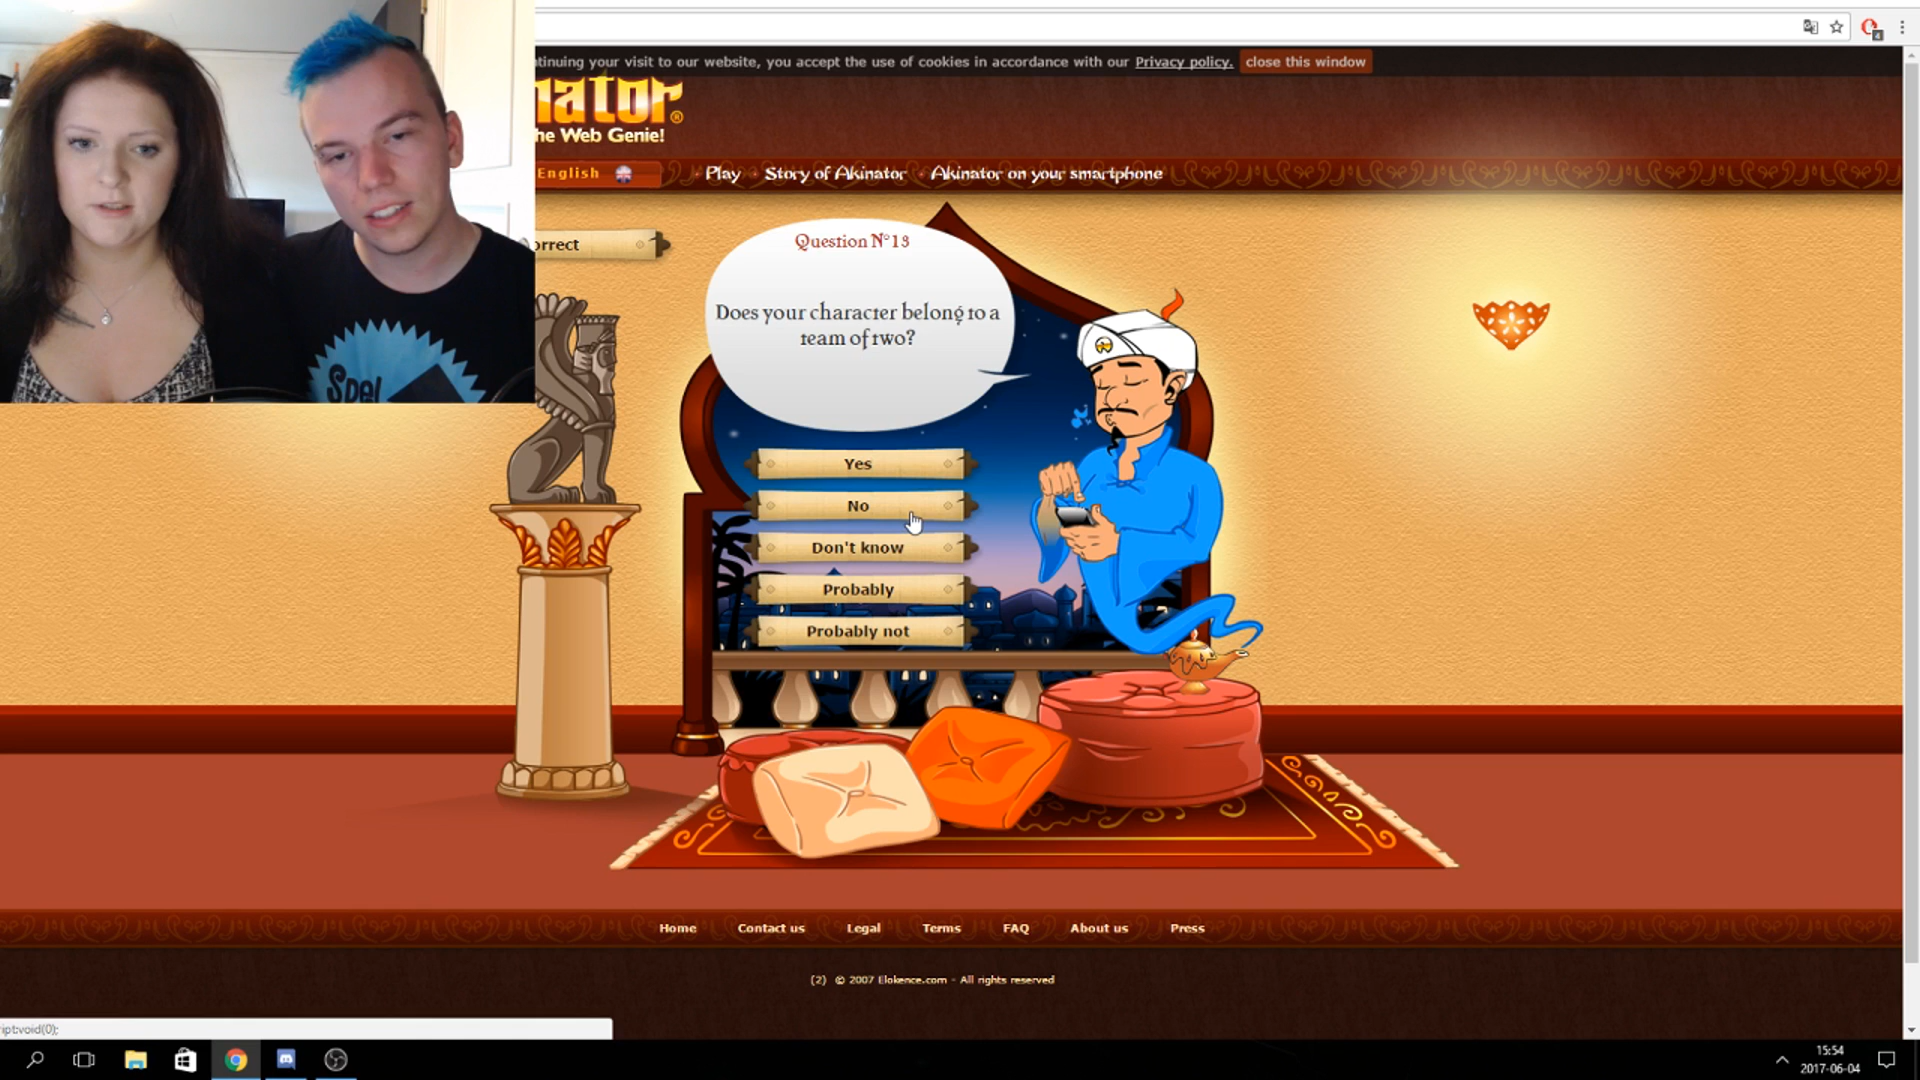 ntinuing your visit to our website, you accept the use of cookies in accordance with our Privacy policy. close this window
nator®
he Web Genie!
English
Play Story of Akinator Akinator on your smartphone
orrect
Question N°13
Does your character belong to a
team of two?
Yes
No
Don't know
Probably
Probably not
Spel
Home Contact us Legal Terms FAQ About us Press
(2) © 2007 Elokence.com - All rights reserved
ript:void(0);
4
15:54
2017-06-04